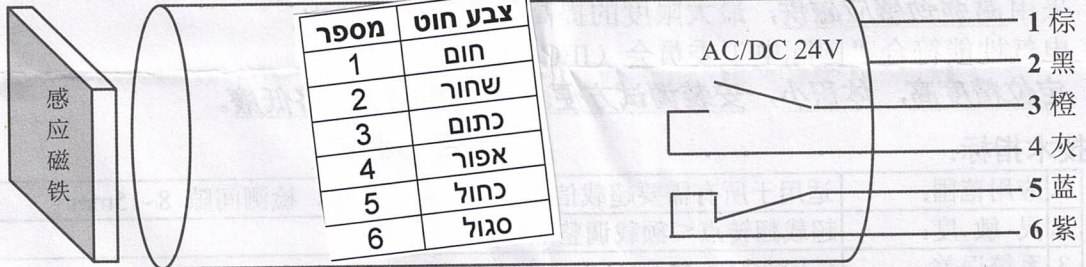 感应磁铁
מספר צבע חוט
1 חום
2 שחור
3 כתום
4 אפור
5 כחול
6 סגול
AC/DC 24V
1 棕
2 黑
3 橙
4 灰
5 蓝
6 紫